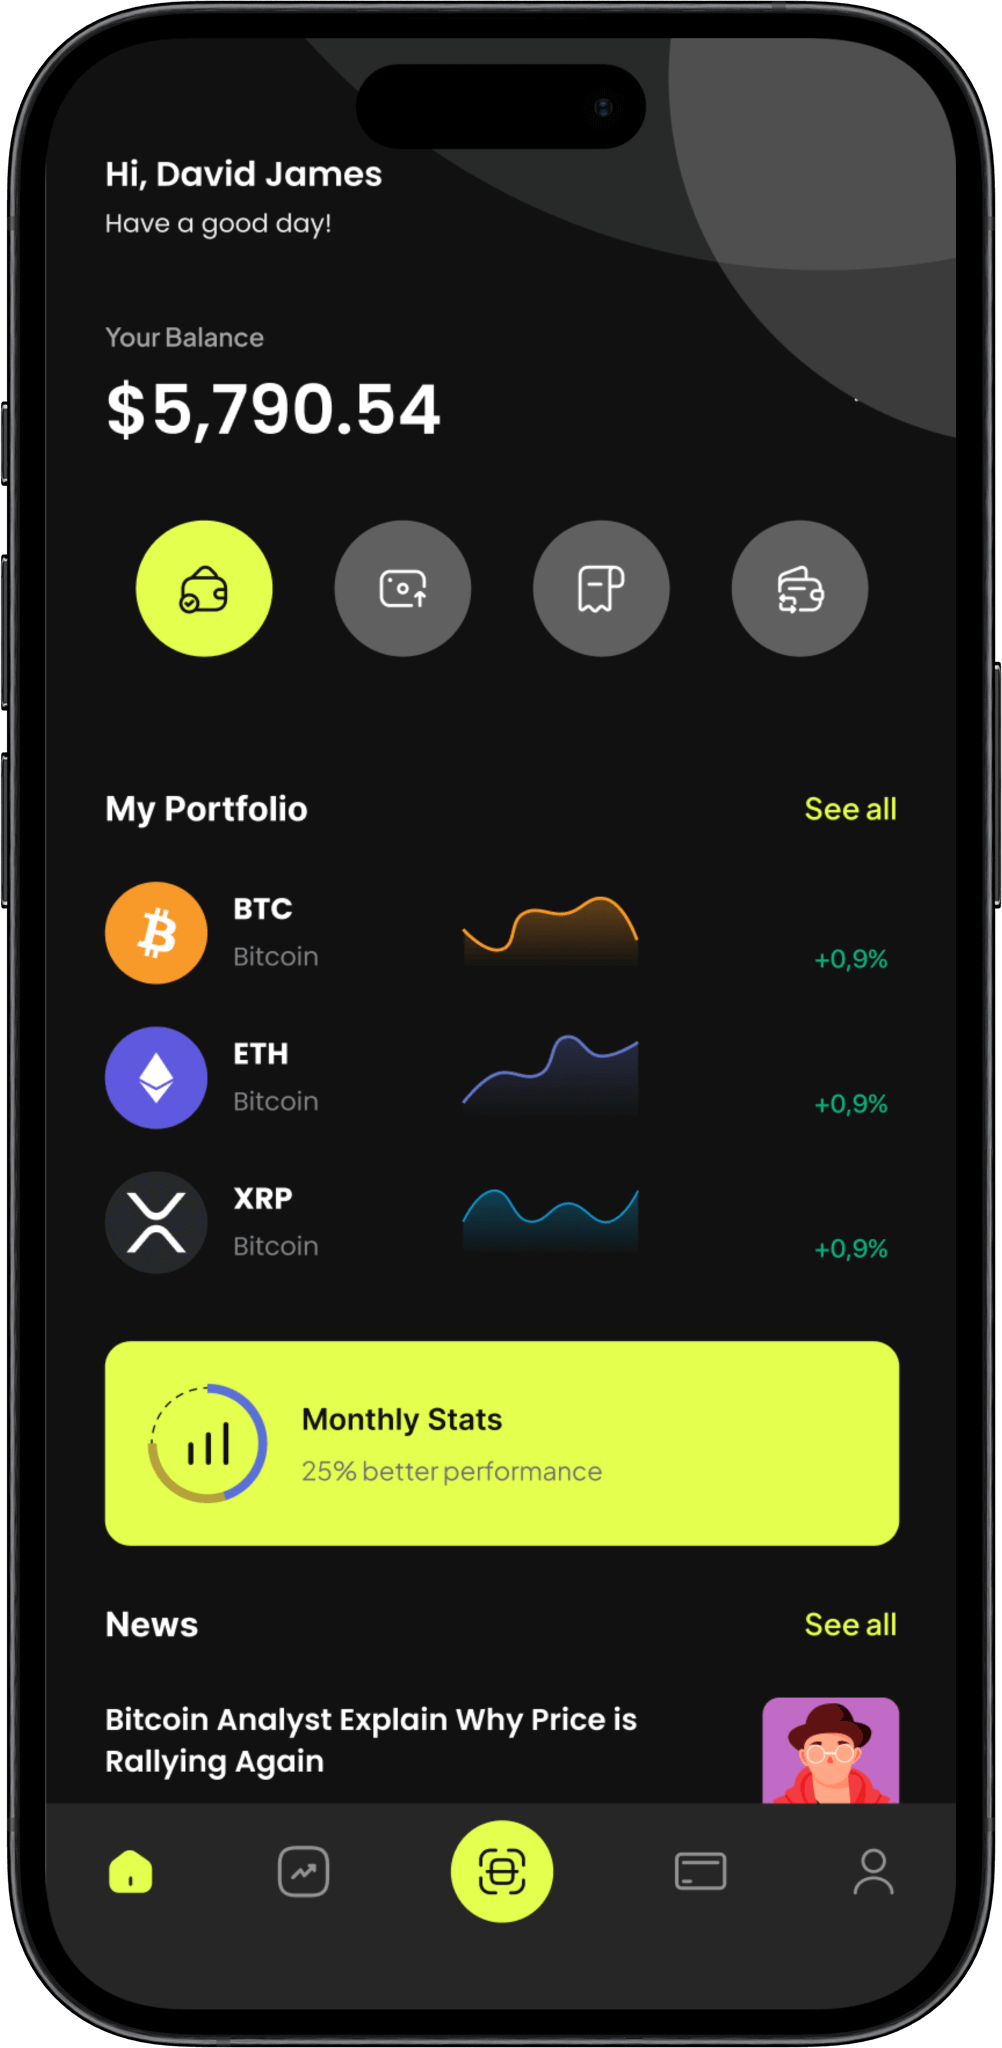 Hi, David James
Have a good day!
Your Balance
$5,790.54
My Portfolio
See all
BTC
Bitcoin
+0,9%
ETH
Bitcoin
+0,9%
XRP
Bitcoin
+0,9%
Monthly Stats
25% better performance
News
See all
Bitcoin Analyst Explain Why Price is
Rallying Again